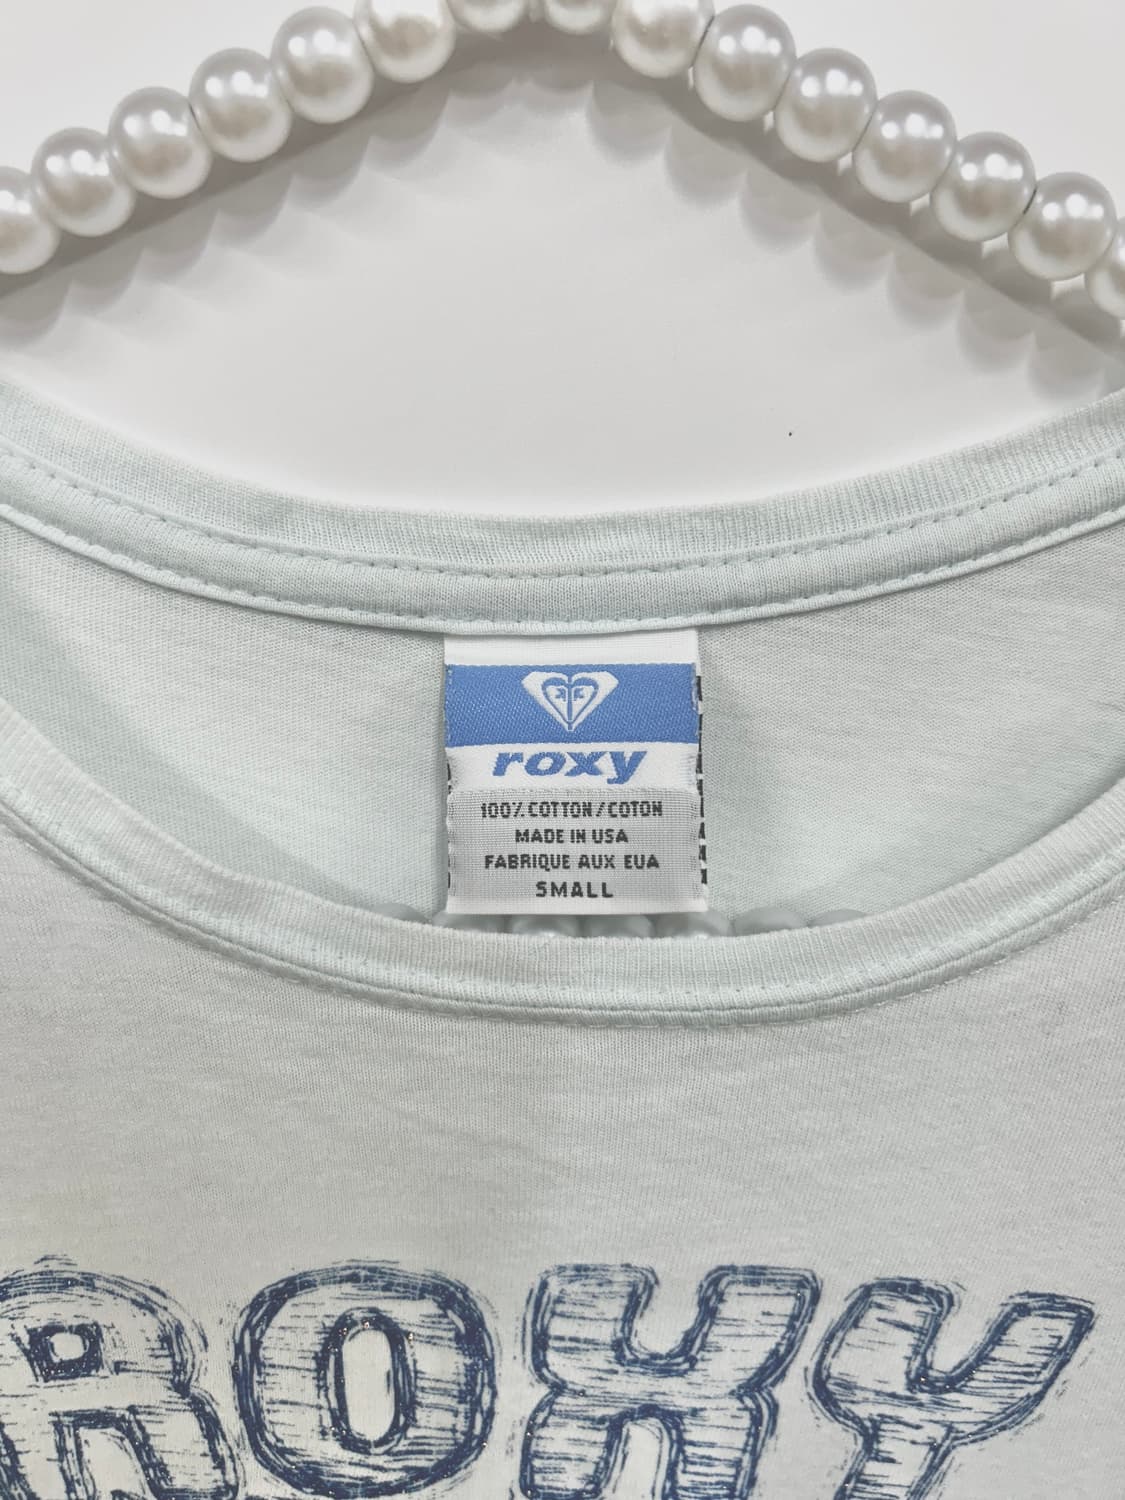 roxy
100% COTTON / COTON
MADE IN USA
FABRIQUE AUX EUA
SMALL
ROXY